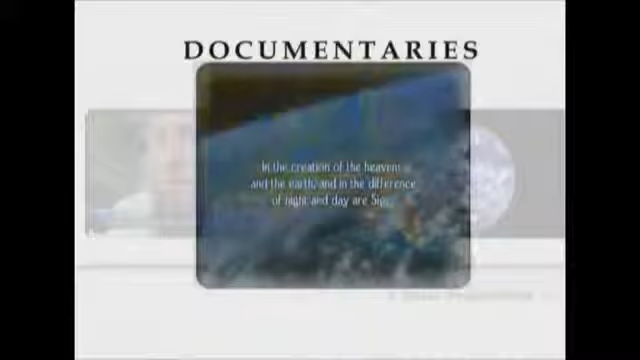 DOCUMENTARIES
In the creation of the heavens
and the earth, and in the difference
of night and day are